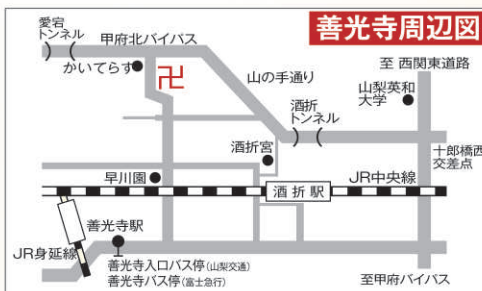 善光寺周辺図
愛宕
トンネル
甲府北バイパス
かいてらす
卍
山の手通り
至 西関東道路
山梨英和
大学
酒折
トンネル
酒折宮
十郎橋西
交差点
早川園
JR中央線
酒折駅
善光寺駅
JR身延線
善光寺入口バス停(山梨交通)
善光寺バス停(富士急行)
至甲府バイパス